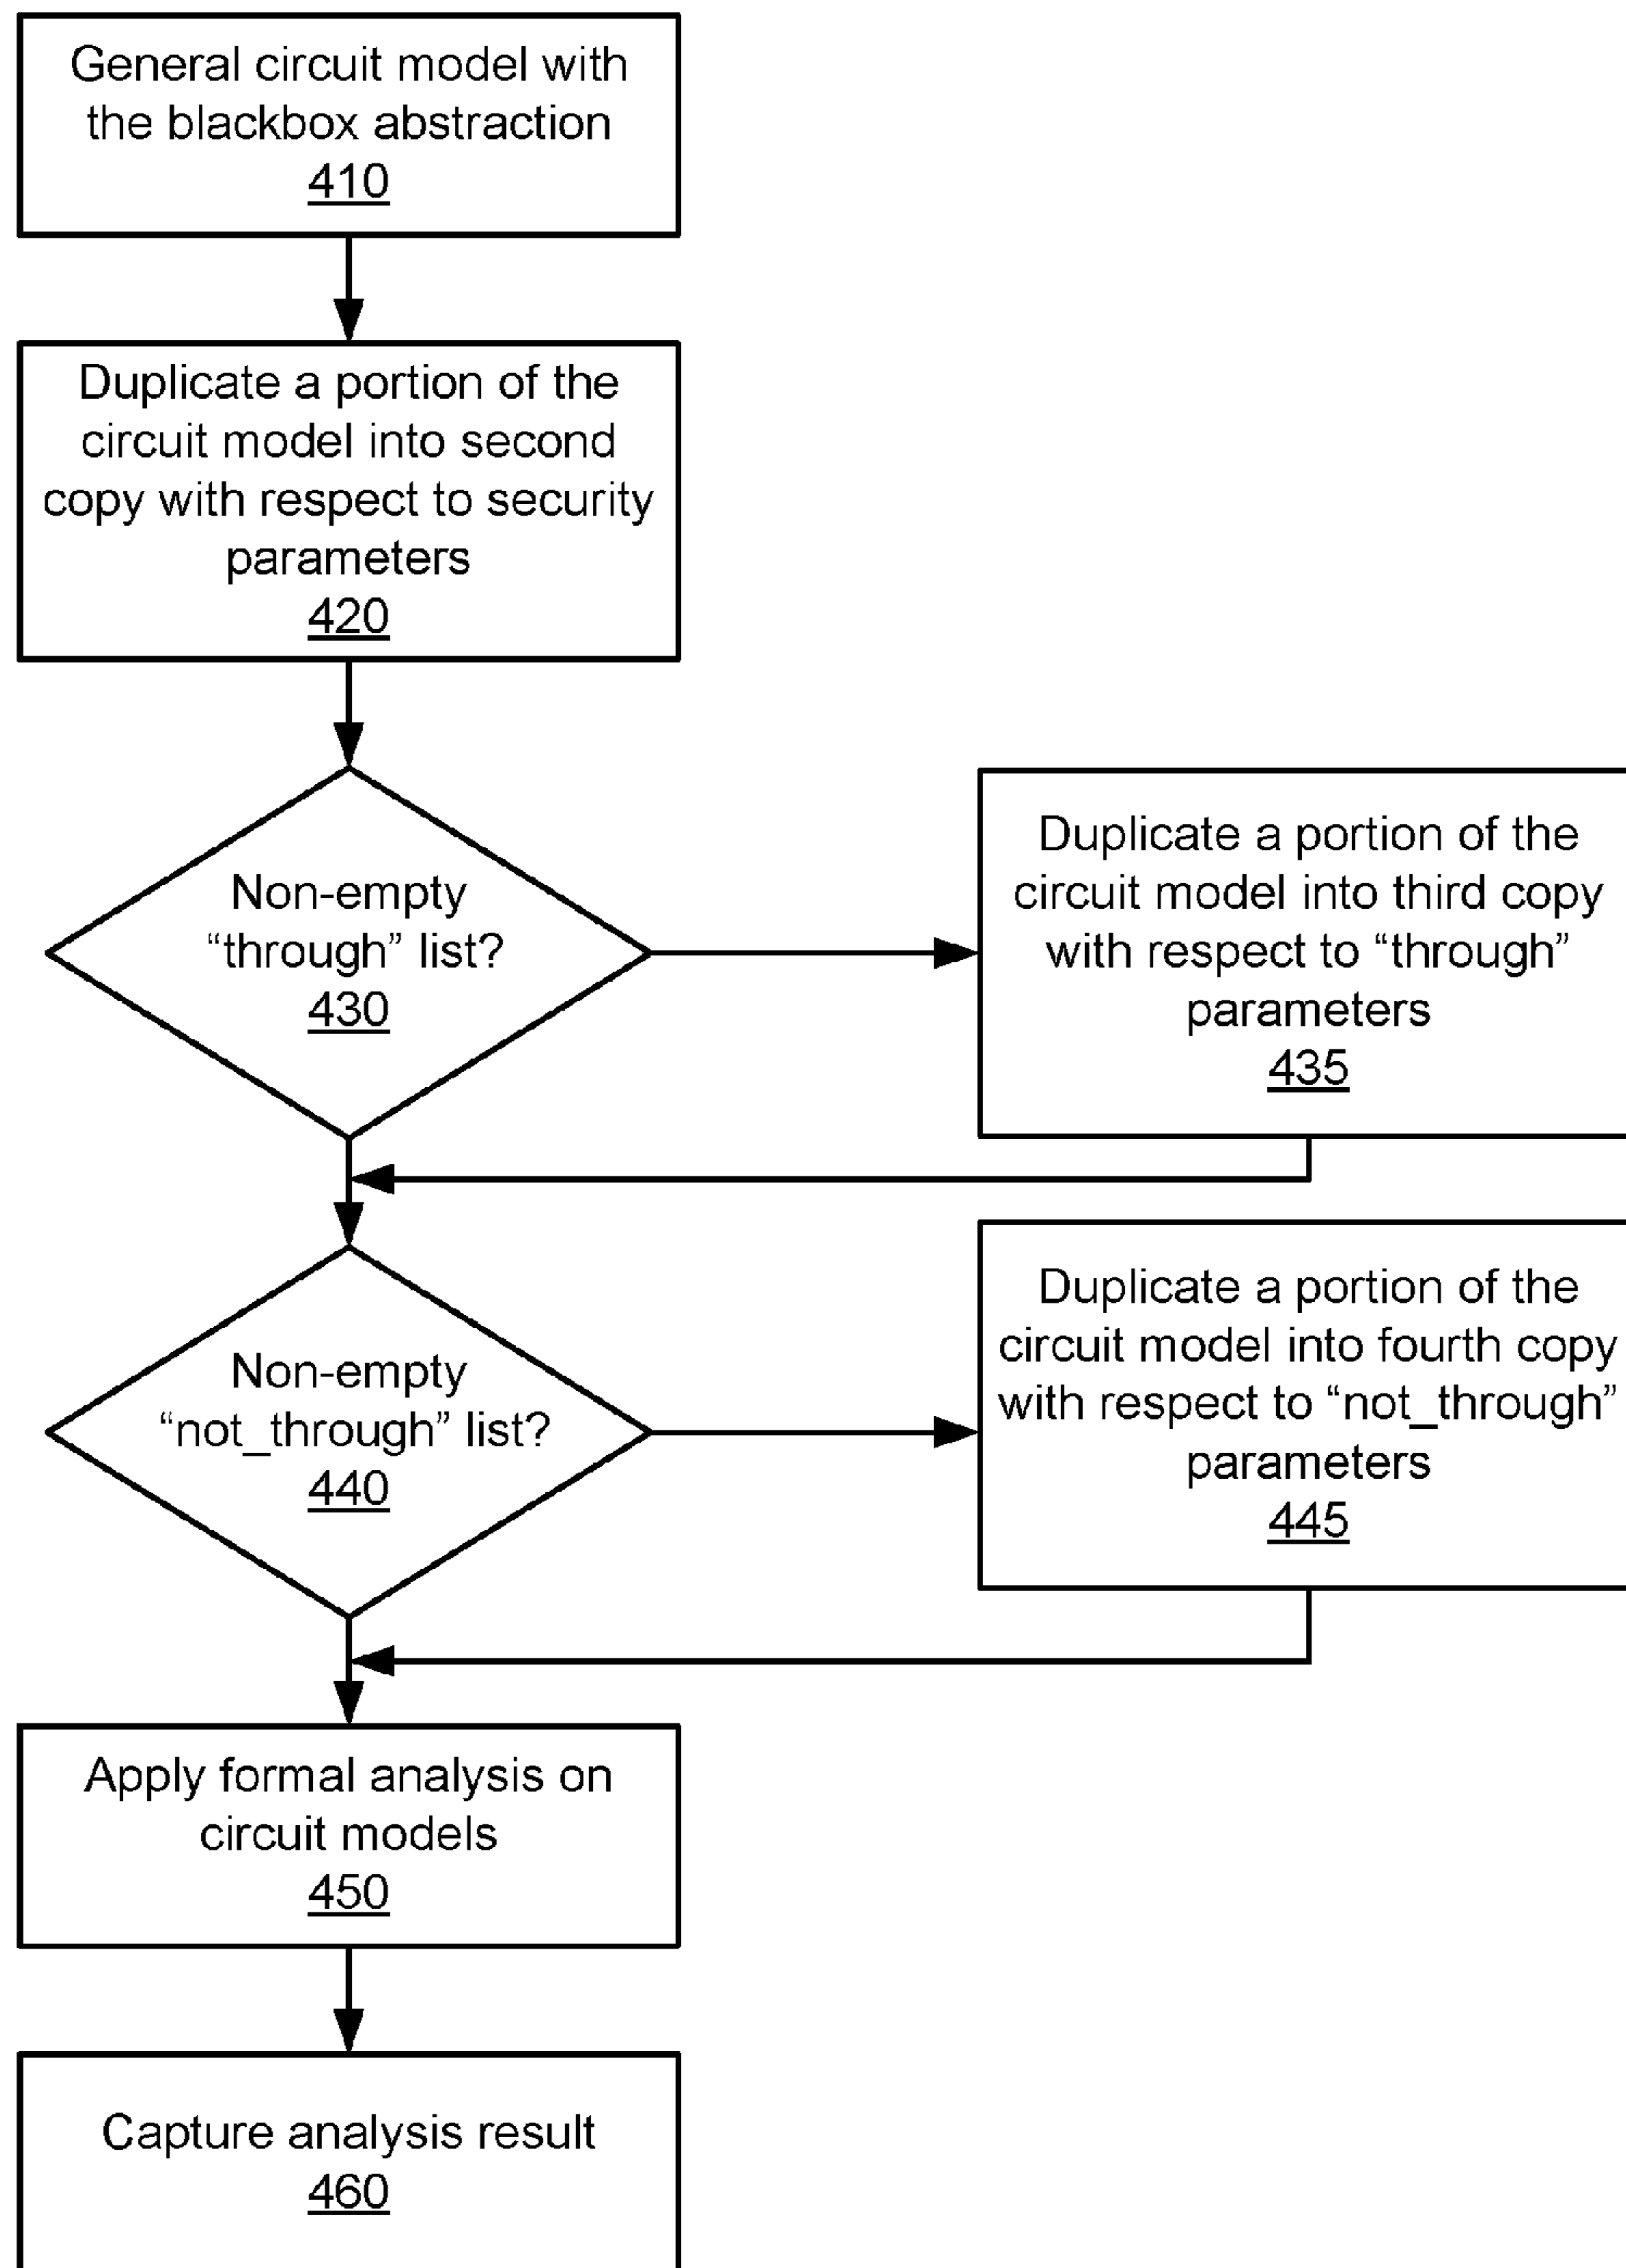 General circuit model with
the blackbox abstraction
410
Duplicate a portion of the
circuit model into second
copy with respect to security
parameters
420
Non-empty
“through” list?
430
Duplicate a portion of the
circuit model into third copy
with respect to “through”
parameters
435
Non-empty
“not_through” list?
440
Duplicate a portion of the
circuit model into fourth copy
with respect to “not_through”
parameters
445
Apply formal analysis on
circuit models
450
Capture analysis result
460